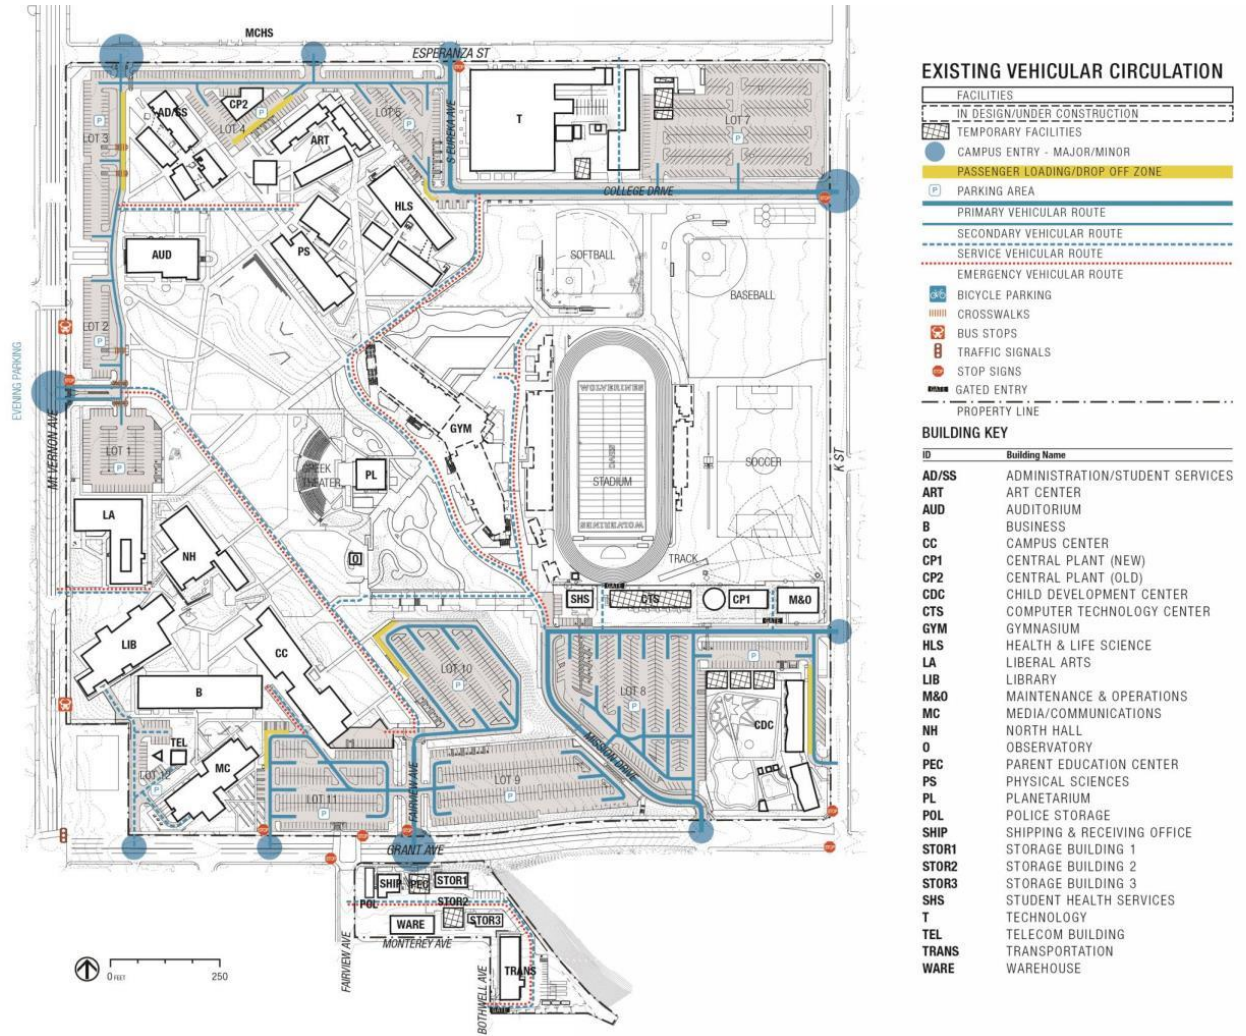 MCHS
ESPERANZA ST
AD/SS
CP2
LOT 4
LOT 5
LOT 3
ART
T
S EUREKA AVE
LOT 7
COLLEGE DRIVE
HLS
AUD
PS
SOFTBALL
BASEBALL
LOT 2
EVENING PARKING
MT VERNON AVE
LOT 1
GYM
GREEK
THEATER
PL
WOLVERINES
SBVC
STADIUM
WOLVERINES
SOCCER
K ST
LA
NH
O
TRACK
GATE
SHS
CTS
CP1
M&O
GATE
LIB
CC
LOT 10
LOT 8
B
CDC
TEL
MC
LOT 12
LOT 11
FAIRVIEW AVE
LOT 9
MISSION DRIVE
GRANT AVE
SHIP
PEC
STOR1
POL
STOR2
WARE
STOR3
MONTEREY AVE
FAIRVIEW AVE
BOTHWELL AVE
TRANS
GATE
0 FEET
250
EXISTING VEHICULAR CIRCULATION
FACILITIES
IN DESIGN/UNDER CONSTRUCTION
TEMPORARY FACILITIES
CAMPUS ENTRY - MAJOR/MINOR
PASSENGER LOADING/DROP OFF ZONE
P PARKING AREA
PRIMARY VEHICULAR ROUTE
SECONDARY VEHICULAR ROUTE
SERVICE VEHICULAR ROUTE
EMERGENCY VEHICULAR ROUTE
BICYCLE PARKING
CROSSWALKS
BUS STOPS
TRAFFIC SIGNALS
STOP SIGNS
GATE GATED ENTRY
PROPERTY LINE
BUILDING KEY
ID Building Name
AD/SS ADMINISTRATION/STUDENT SERVICES
ART ART CENTER
AUD AUDITORIUM
B BUSINESS
CC CAMPUS CENTER
CP1 CENTRAL PLANT (NEW)
CP2 CENTRAL PLANT (OLD)
CDC CHILD DEVELOPMENT CENTER
CTS COMPUTER TECHNOLOGY CENTER
GYM GYMNASIUM
HLS HEALTH & LIFE SCIENCE
LA LIBERAL ARTS
LIB LIBRARY
M&O MAINTENANCE & OPERATIONS
MC MEDIA/COMMUNICATIONS
NH NORTH HALL
O OBSERVATORY
PEC PARENT EDUCATION CENTER
PS PHYSICAL SCIENCES
PL PLANETARIUM
POL POLICE STORAGE
SHIP SHIPPING & RECEIVING OFFICE
STOR1 STORAGE BUILDING 1
STOR2 STORAGE BUILDING 2
STOR3 STORAGE BUILDING 3
SHS STUDENT HEALTH SERVICES
T TECHNOLOGY
TEL TELECOM BUILDING
TRANS TRANSPORTATION
WARE WAREHOUSE